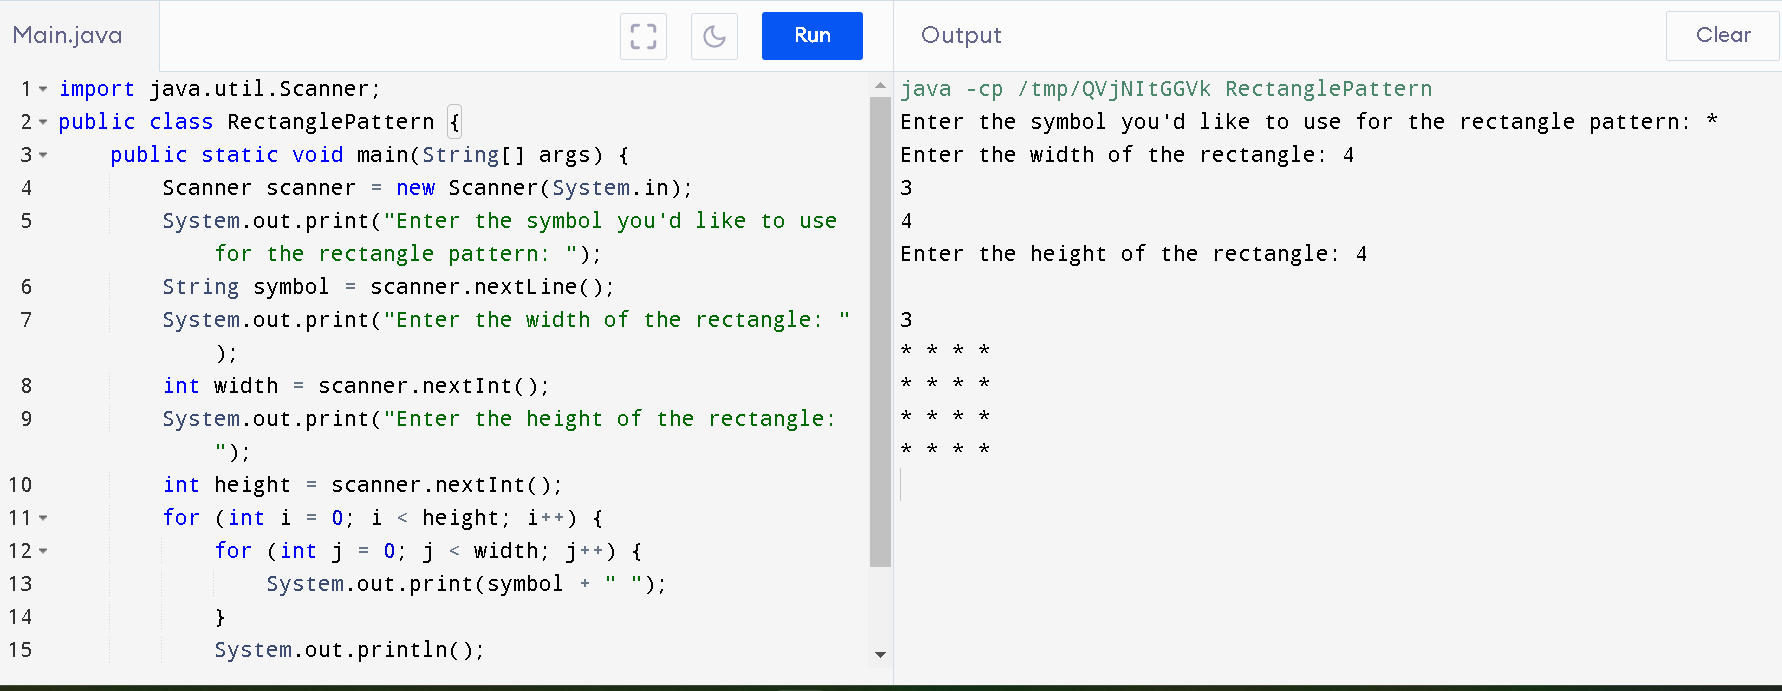 Main.java
Run
Output
Clear
1 import java.util.Scanner;
2 public class RectanglePattern {
3 public static void main(String[] args) {
4 Scanner scanner = new Scanner(System.in);
5 System.out.print("Enter the symbol you'd like to use
for the rectangle pattern: ");
6 String symbol = scanner.nextLine();
7 System.out.print("Enter the width of the rectangle: "
);
8 int width = scanner.nextInt();
9 System.out.print("Enter the height of the rectangle:
");
10 int height = scanner.nextInt();
11 for (int i = 0; i < height; i++) {
12 for (int j = 0; j < width; j++) {
13 System.out.print(symbol + " ");
14 }
15 System.out.println();
java -cp /tmp/QVjNItGGVk RectanglePattern
Enter the symbol you'd like to use for the rectangle pattern: *
Enter the width of the rectangle: 4
3
4
Enter the height of the rectangle: 4
3
* * * *
* * * *
* * * *
* * * *